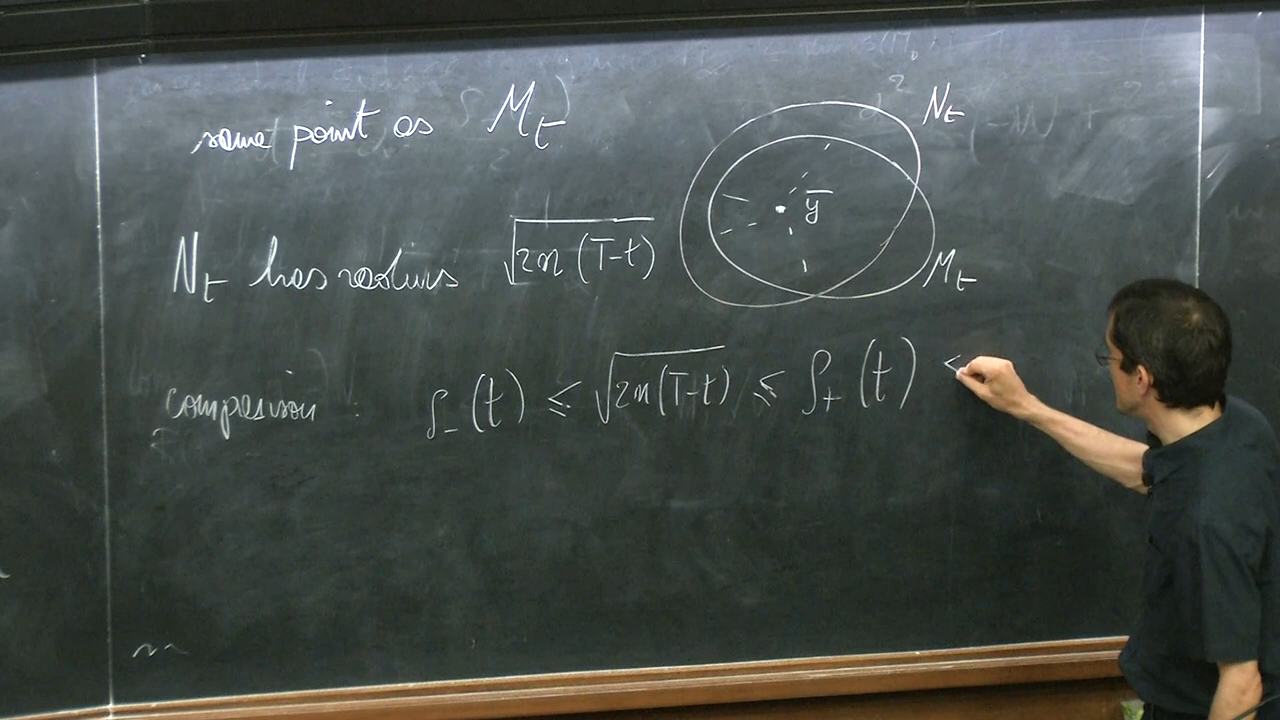 same point as M_t
N_t
ȳ
N_t has radius √2n(T-t)
M_t
comparison : ρ_-(t) ≤ √2n(T-t) ≤ ρ_+(t) <